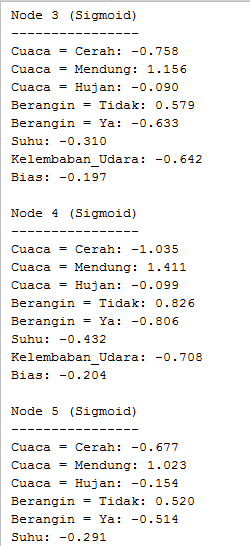 Node 3 (Sigmoid)
----------------
Cuaca = Cerah: -0.758
Cuaca = Mendung: 1.156
Cuaca = Hujan: -0.090
Berangin = Tidak: 0.579
Berangin = Ya: -0.633
Suhu: -0.310
Kelembaban_Udara: -0.642
Bias: -0.197

Node 4 (Sigmoid)
----------------
Cuaca = Cerah: -1.035
Cuaca = Mendung: 1.411
Cuaca = Hujan: -0.099
Berangin = Tidak: 0.826
Berangin = Ya: -0.806
Suhu: -0.432
Kelembaban_Udara: -0.708
Bias: -0.204

Node 5 (Sigmoid)
----------------
Cuaca = Cerah: -0.677
Cuaca = Mendung: 1.023
Cuaca = Hujan: -0.154
Berangin = Tidak: 0.520
Berangin = Ya: -0.514
Suhu: -0.291